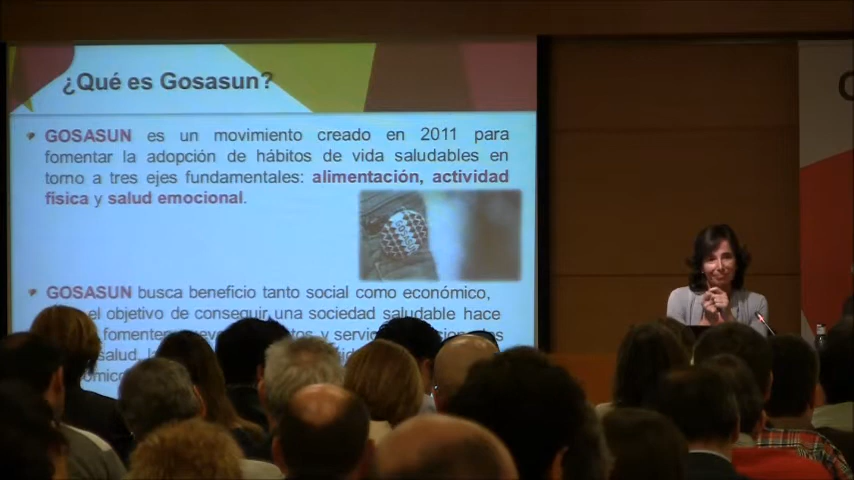 ¿Qué es Gosasun?
GOSASUN es un movimiento creado en 2011 para
fomentar la adopción de hábitos de vida saludables en
torno a tres ejes fundamentales: alimentación, actividad
física y salud emocional.
GOSASUN busca beneficio tanto social como económico,
el objetivo de conseguir una sociedad saludable hace
fomenten
salud,